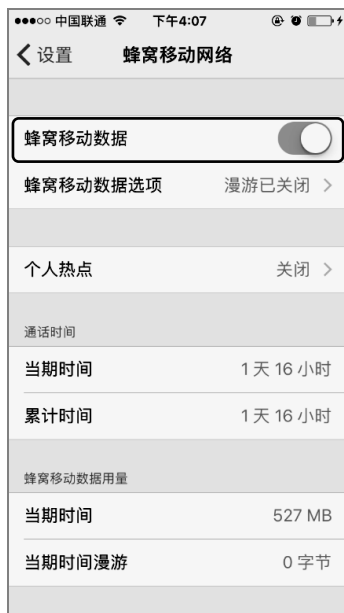 中国联通 下午4:07
设置 蜂窝移动网络
蜂窝移动数据
蜂窝移动数据选项 漫游已关闭
个人热点 关闭
通话时间
当期时间 1 天 16 小时
累计时间 1 天 16 小时
蜂窝移动数据用量
当期时间 527 MB
当期时间漫游 0 字节